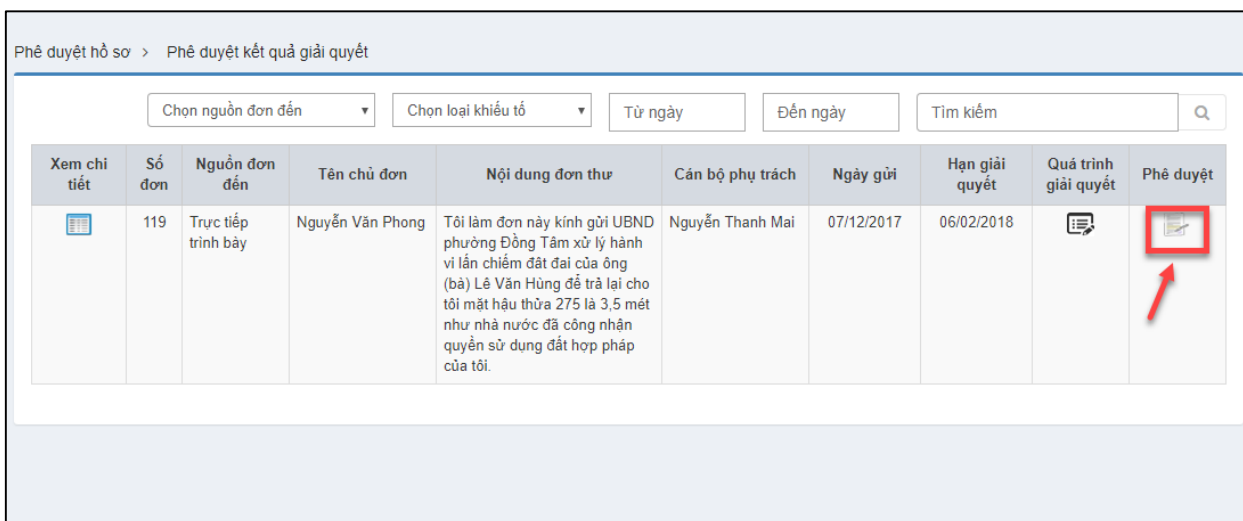 Phê duyệt hồ sơ > Phê duyệt kết quả giải quyết
Chọn nguồn đơn đến Chọn loại khiếu tố Từ ngày Đến ngày Tìm kiếm
Xem chi tiết Số đơn Nguồn đơn đến Tên chủ đơn Nội dung đơn thư Cán bộ phụ trách Ngày gửi Hạn giải quyết Quá trình giải quyết Phê duyệt
119 Trực tiếp trình bày Nguyễn Văn Phong Tôi làm đơn này kính gửi UBND Nguyễn Thanh Mai 07/12/2017 06/02/2018
phường Đồng Tâm xử lý hành
vi lấn chiếm đất đai của ông
(bà) Lê Văn Hùng để trả lại cho
tôi mặt hậu thửa 275 là 3,5 mét
như nhà nước đã công nhận
quyền sử dụng đất hợp pháp
của tôi.